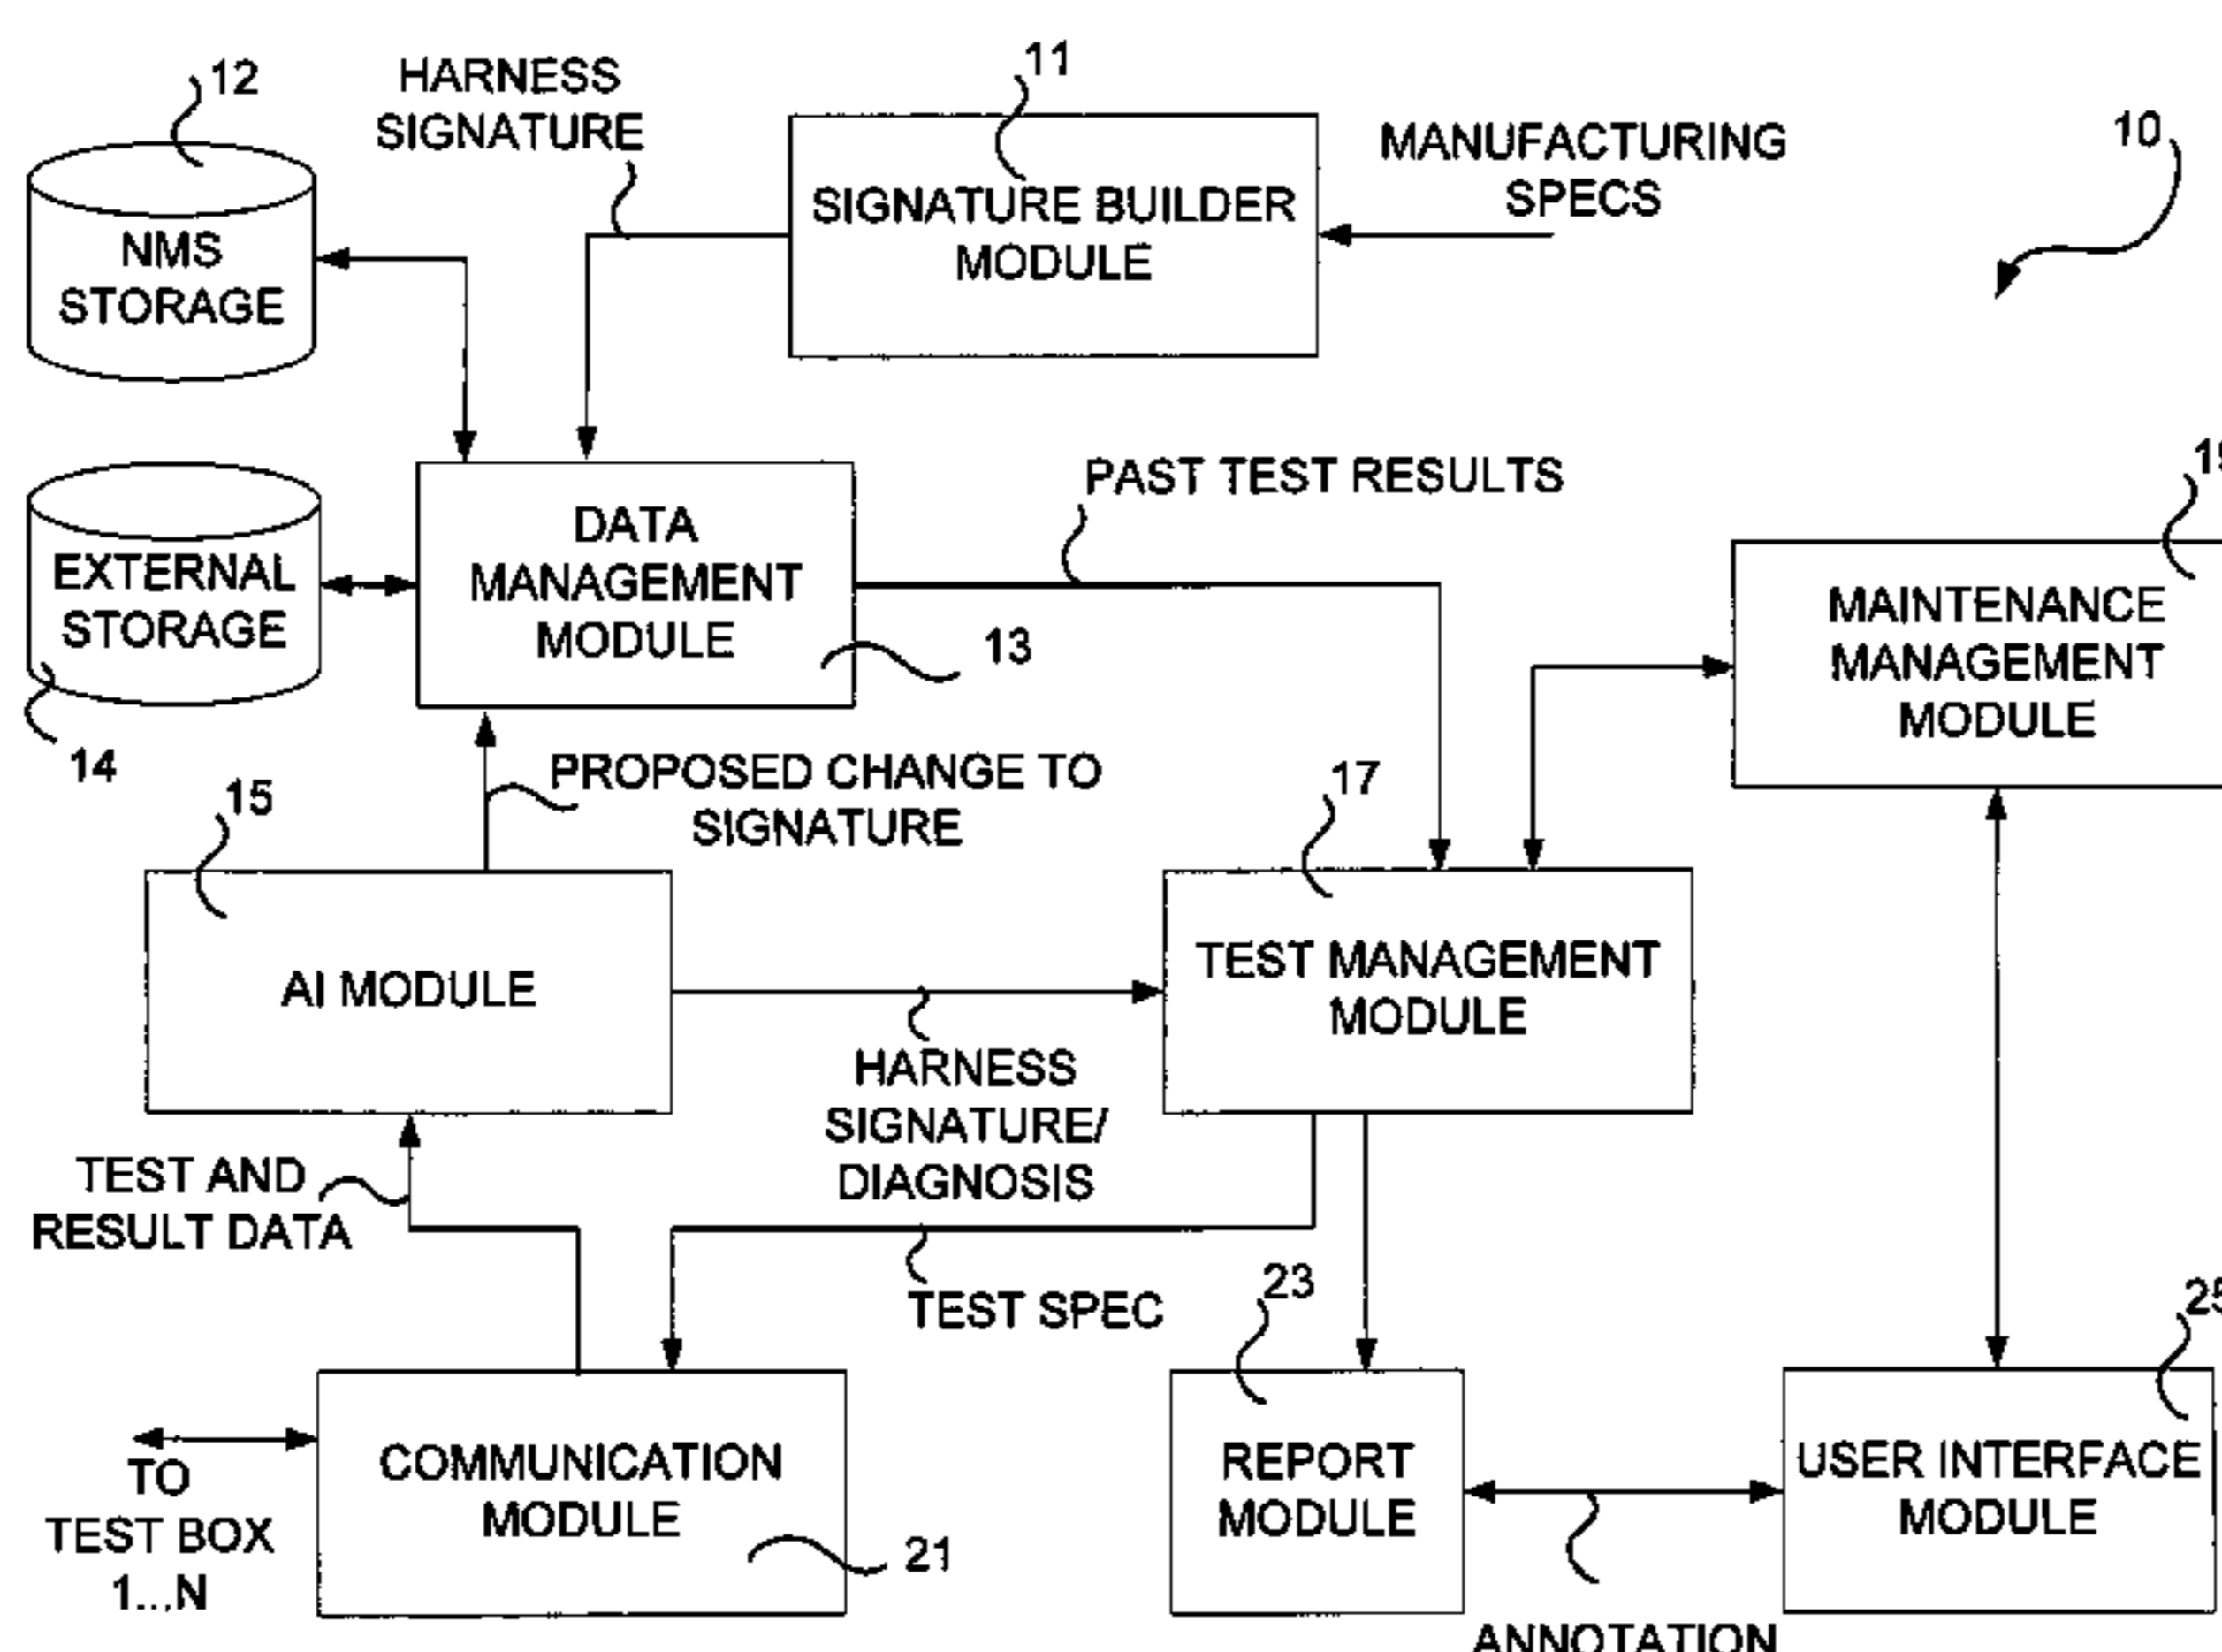 12
HARNESS
SIGNATURE
11
SIGNATURE BUILDER
MODULE
MANUFACTURING
SPECS
10
NMS
STORAGE
EXTERNAL
STORAGE
14
DATA
MANAGEMENT
MODULE
13
PAST TEST RESULTS
19
MAINTENANCE
MANAGEMENT
MODULE
PROPOSED CHANGE TO
SIGNATURE
15
AI MODULE
17
TEST MANAGEMENT
MODULE
HARNESS
SIGNATURE/
DIAGNOSIS
TEST AND
RESULT DATA
TEST SPEC
23
25
TO
TEST BOX
1...N
COMMUNICATION
MODULE
21
REPORT
MODULE
USER INTERFACE
MODULE
ANNOTATION